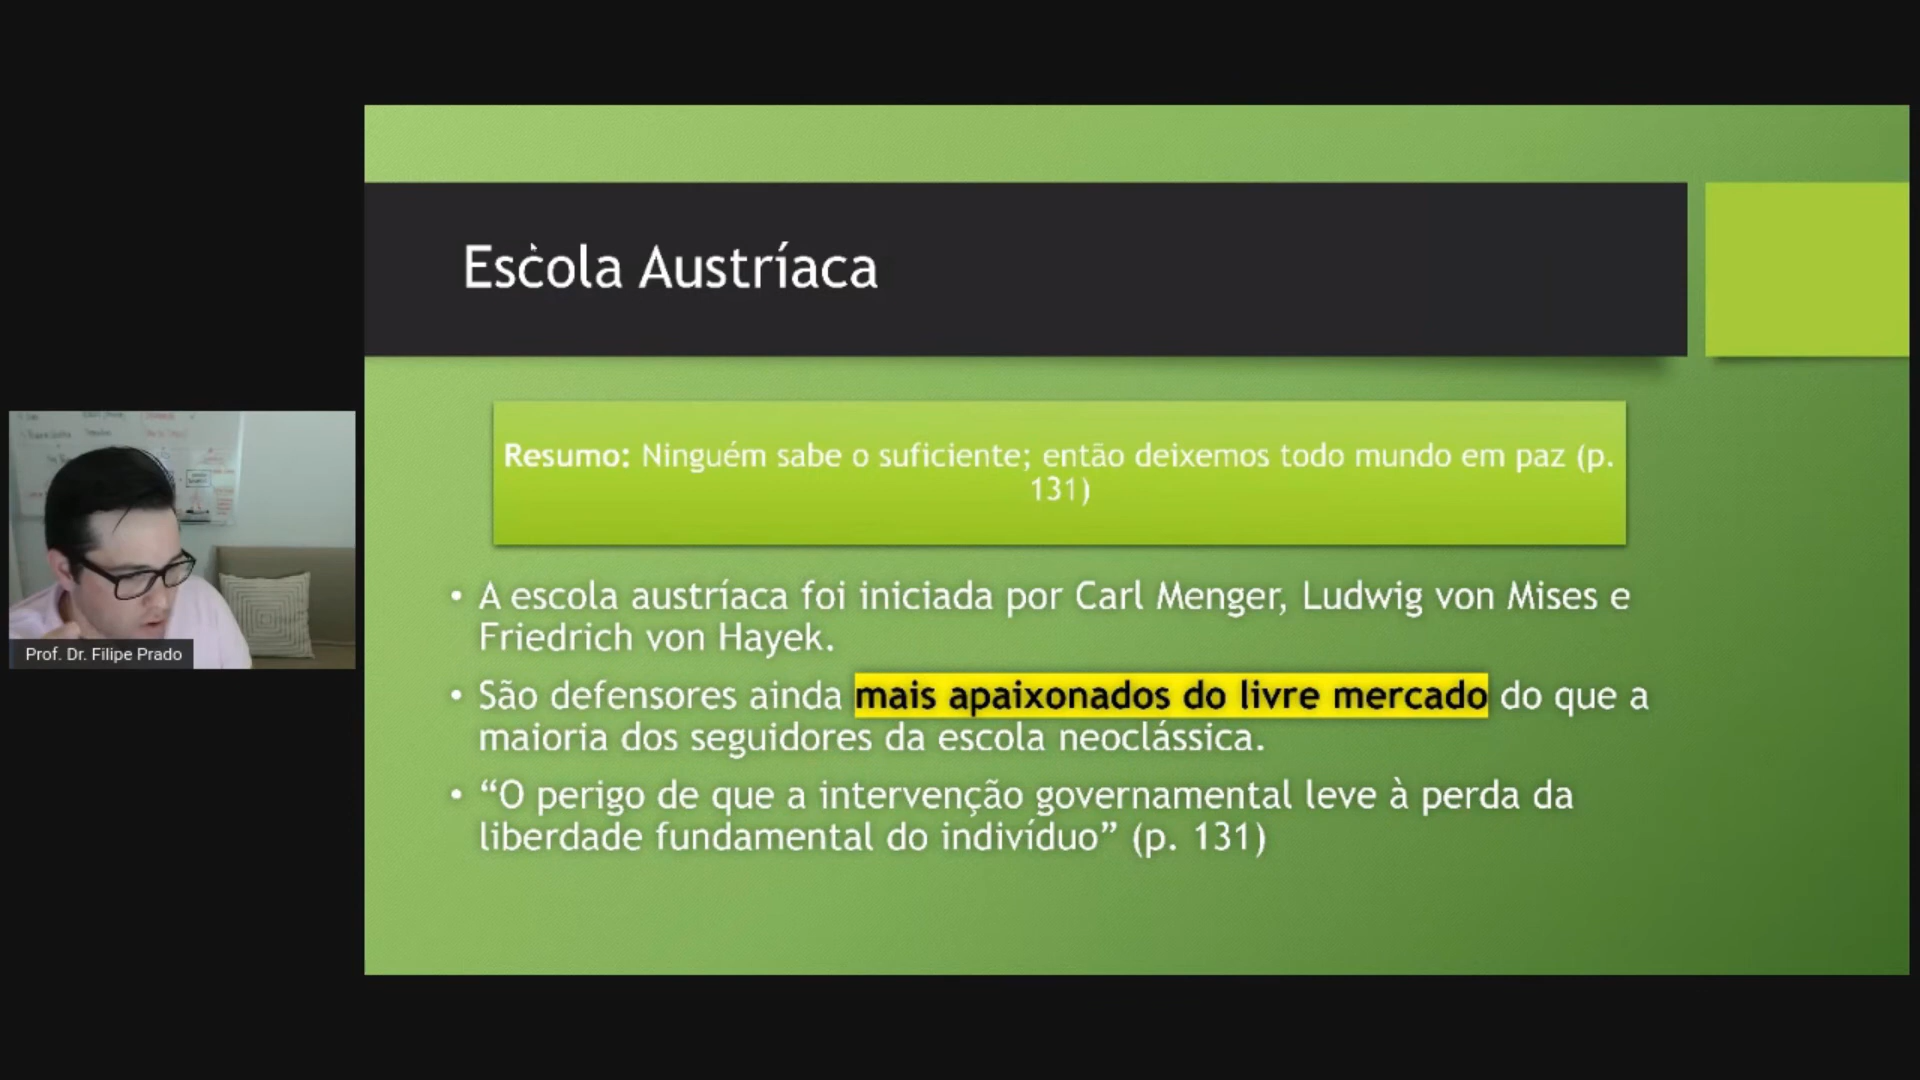 Escola Austríaca
Resumo: Ninguém sabe o suficiente; então deixemos todo mundo em paz (p.
131)
• A escola austríaca foi iniciada por Carl Menger, Ludwig von Mises e
Friedrich von Hayek.
• São defensores ainda mais apaixonados do livre mercado do que a
maioria dos seguidores da escola neoclássica.
• “O perigo de que a intervenção governamental leve à perda da
liberdade fundamental do indivíduo” (p. 131)
Prof. Dr. Filipe Prado